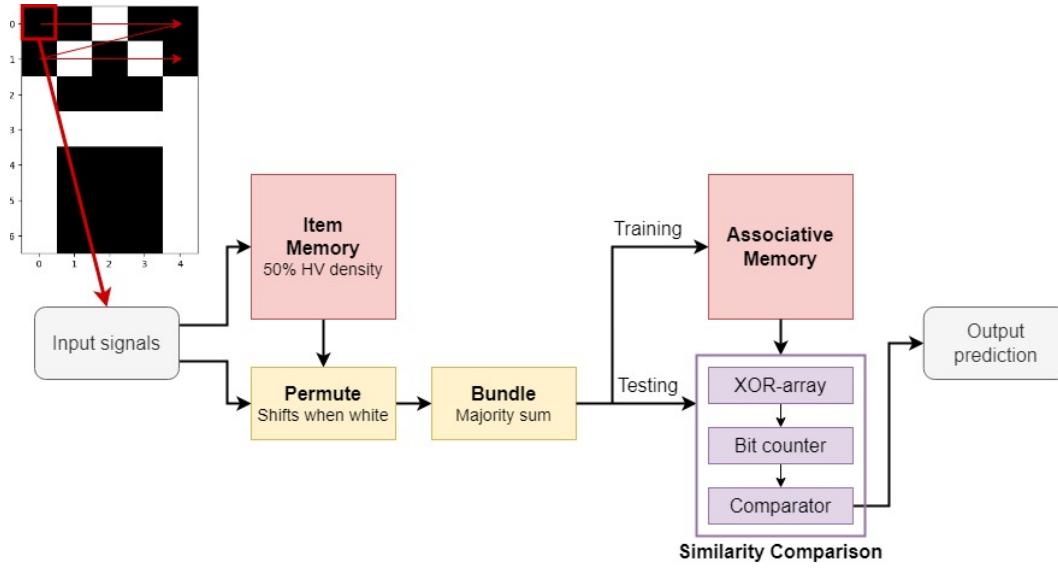 0
1
2
3
4
5
6
0 1 2 3 4
Input signals
Item
Memory
50% HV density
Permute
Shifts when white
Bundle
Majority sum
Training
Testing
Associative
Memory
XOR-array
Bit counter
Comparator
Similarity Comparison
Output
prediction